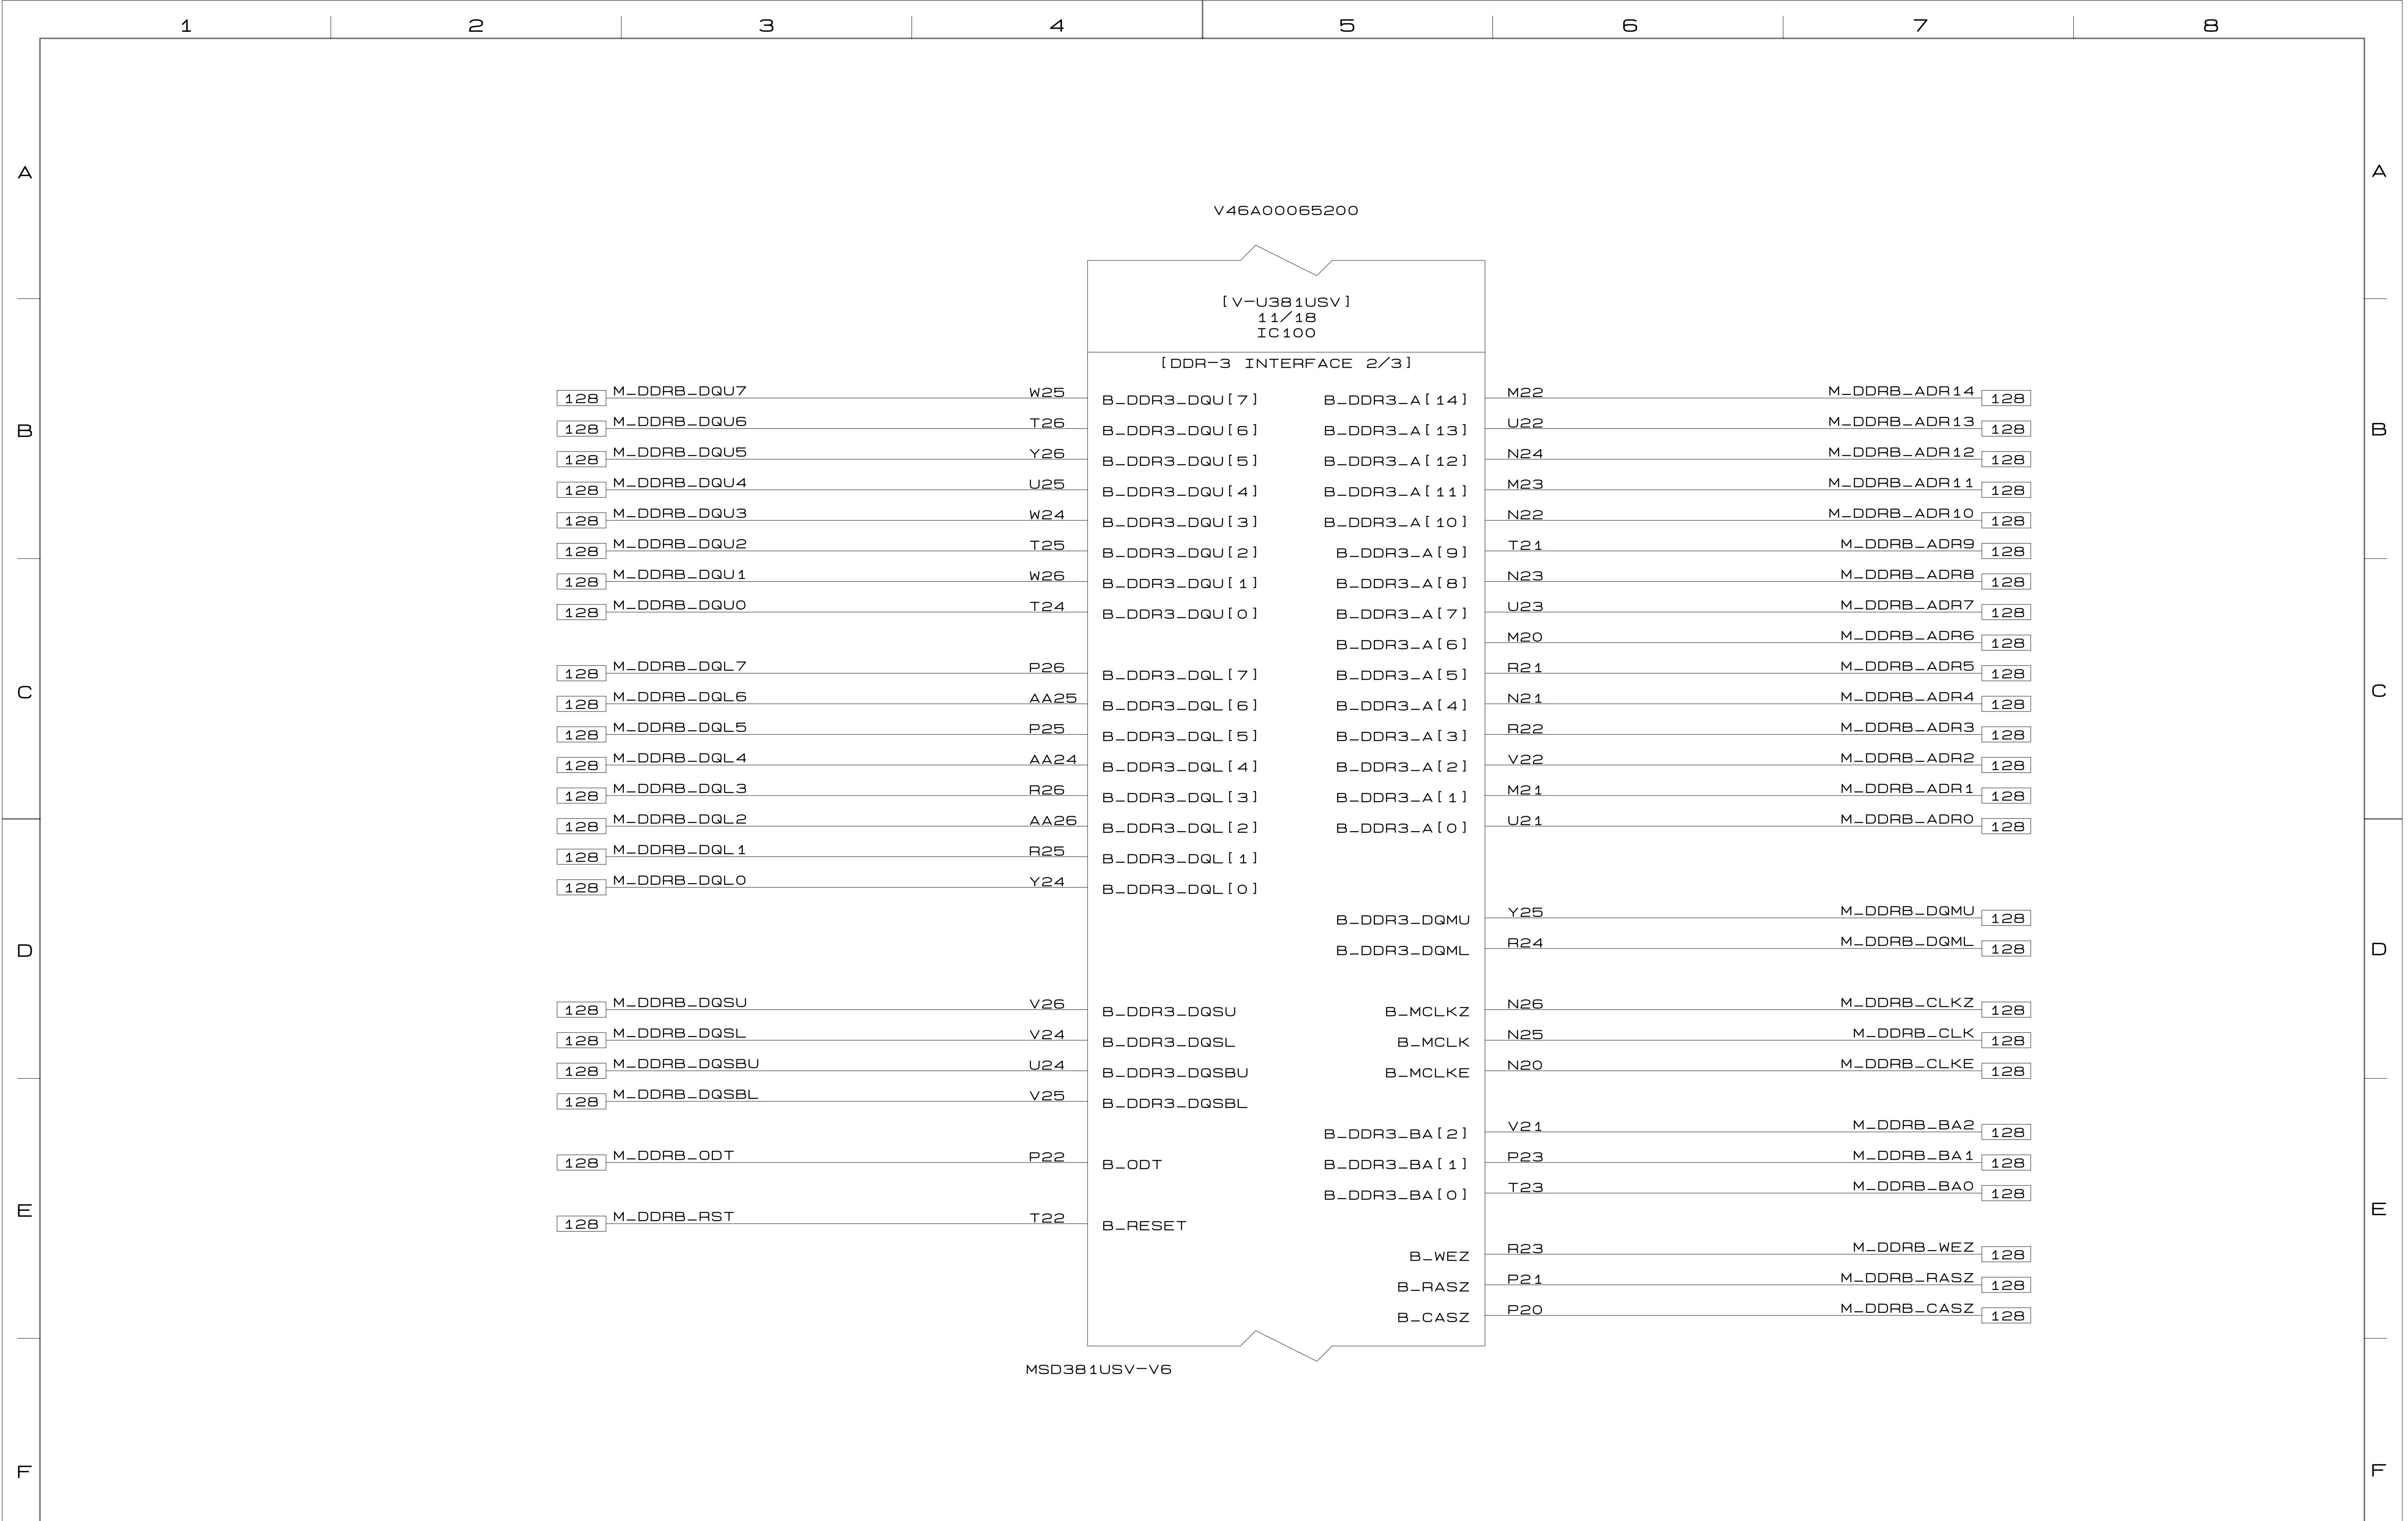 1 2 3 4 5 6 7 8
A A
V46A00065200
[V-U381USV]
11/18
IC100
[DDR-3 INTERFACE 2/3]
128 M_DDRB_DQU7 W25 B_DDR3_DQU[7] B_DDR3_A[14] M22 M_DDRB_ADR14 128
B 128 M_DDRB_DQU6 T26 B_DDR3_DQU[6] B_DDR3_A[13] U22 M_DDRB_ADR13 128 B
128 M_DDRB_DQU5 Y26 B_DDR3_DQU[5] B_DDR3_A[12] N24 M_DDRB_ADR12 128
128 M_DDRB_DQU4 U25 B_DDR3_DQU[4] B_DDR3_A[11] M23 M_DDRB_ADR11 128
128 M_DDRB_DQU3 W24 B_DDR3_DQU[3] B_DDR3_A[10] N22 M_DDRB_ADR10 128
128 M_DDRB_DQU2 T25 B_DDR3_DQU[2] B_DDR3_A[9] T21 M_DDRB_ADR9 128
128 M_DDRB_DQU1 W26 B_DDR3_DQU[1] B_DDR3_A[8] N23 M_DDRB_ADR8 128
128 M_DDRB_DQU0 T24 B_DDR3_DQU[0] B_DDR3_A[7] U23 M_DDRB_ADR7 128
B_DDR3_A[6] M20 M_DDRB_ADR6 128
128 M_DDRB_DQL7 P26 B_DDR3_DQL[7] B_DDR3_A[5] R21 M_DDRB_ADR5 128
C 128 M_DDRB_DQL6 AA25 B_DDR3_DQL[6] B_DDR3_A[4] N21 M_DDRB_ADR4 128 C
128 M_DDRB_DQL5 P25 B_DDR3_DQL[5] B_DDR3_A[3] R22 M_DDRB_ADR3 128
128 M_DDRB_DQL4 AA24 B_DDR3_DQL[4] B_DDR3_A[2] V22 M_DDRB_ADR2 128
128 M_DDRB_DQL3 R26 B_DDR3_DQL[3] B_DDR3_A[1] M21 M_DDRB_ADR1 128
128 M_DDRB_DQL2 AA26 B_DDR3_DQL[2] B_DDR3_A[0] U21 M_DDRB_ADR0 128
128 M_DDRB_DQL1 R25 B_DDR3_DQL[1]
128 M_DDRB_DQL0 Y24 B_DDR3_DQL[0]
B_DDR3_DQMU Y25 M_DDRB_DQMU 128
D B_DDR3_DQML R24 M_DDRB_DQML 128 D
128 M_DDRB_DQSU V26 B_DDR3_DQSU B_MCLKZ N26 M_DDRB_CLKZ 128
128 M_DDRB_DQSL V24 B_DDR3_DQSL B_MCLK N25 M_DDRB_CLK 128
128 M_DDRB_DQSBU U24 B_DDR3_DQSBU B_MCLKE N20 M_DDRB_CLKE 128
128 M_DDRB_DQSBL V25 B_DDR3_DQSBL
B_DDR3_BA[2] V21 M_DDRB_BA2 128
128 M_DDRB_ODT P22 B_ODT B_DDR3_BA[1] P23 M_DDRB_BA1 128
E B_DDR3_BA[0] T23 M_DDRB_BA0 128 E
128 M_DDRB_RST T22 B_RESET
B_WEZ R23 M_DDRB_WEZ 128
B_RASZ P21 M_DDRB_RASZ 128
B_CASZ P20 M_DDRB_CASZ 128
MSD381USV-V6
F F